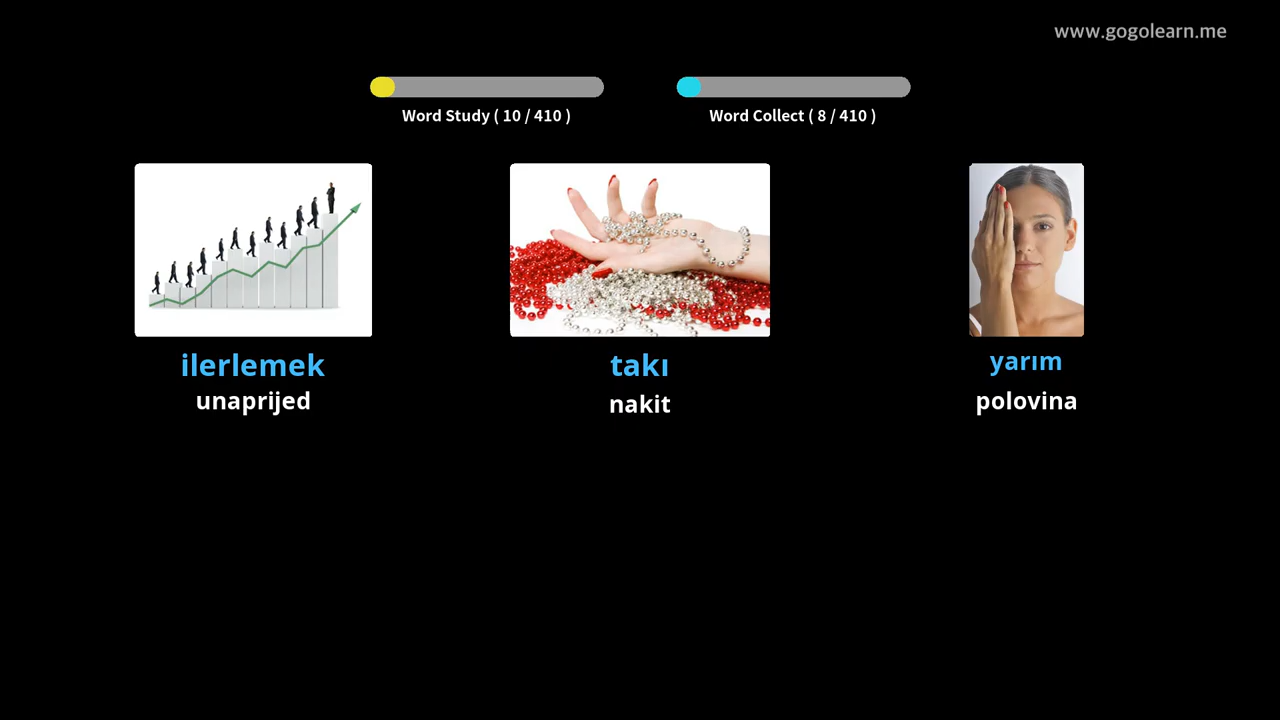 www.gogolearn.me
Word Study ( 10 / 410 )
Word Collect ( 8 / 410 )
ilerlemek
unaprijed
takı
nakit
yarım
polovina